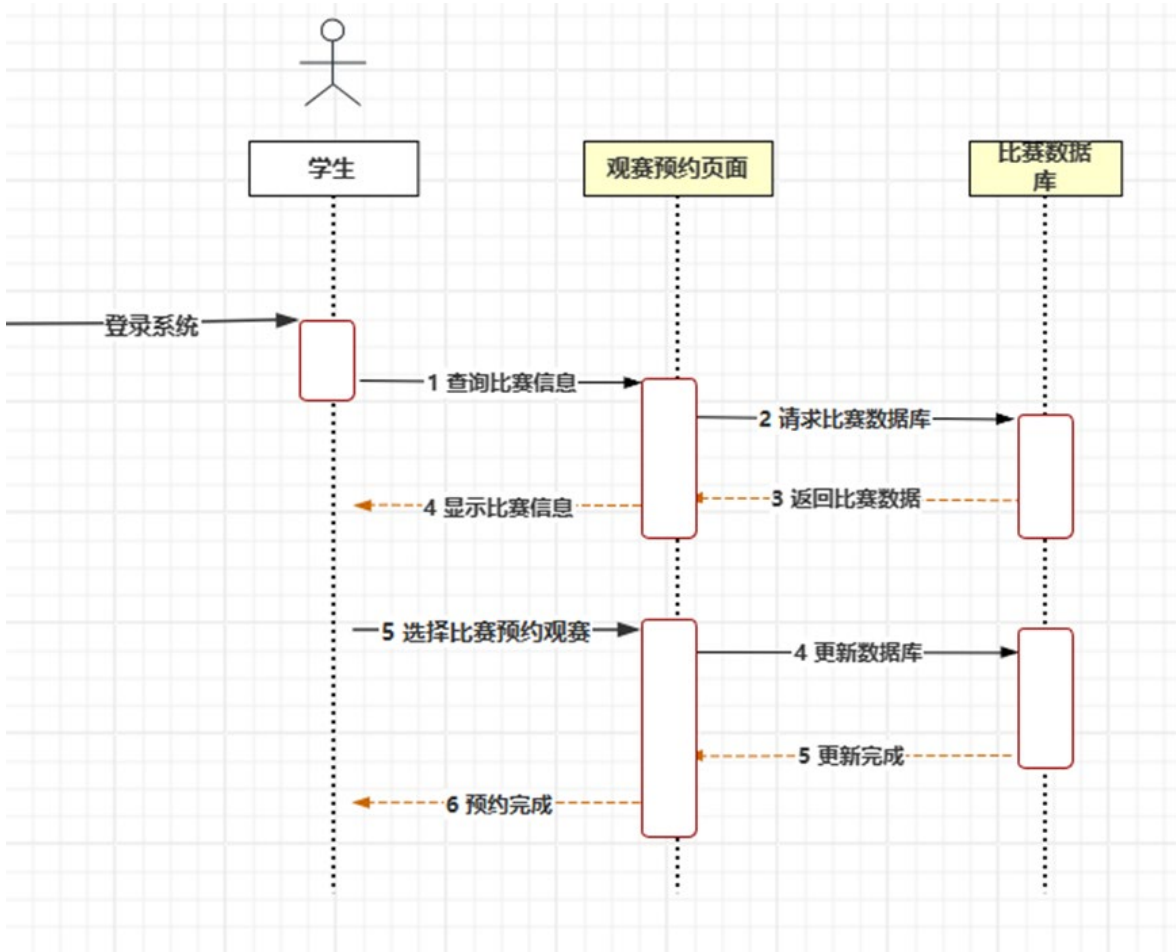 学生
观赛预约页面
比赛数据
库
登录系统
1 查询比赛信息
2 请求比赛数据库
3 返回比赛数据
4 显示比赛信息
5 选择比赛预约观赛
4 更新数据库
5 更新完成
6 预约完成